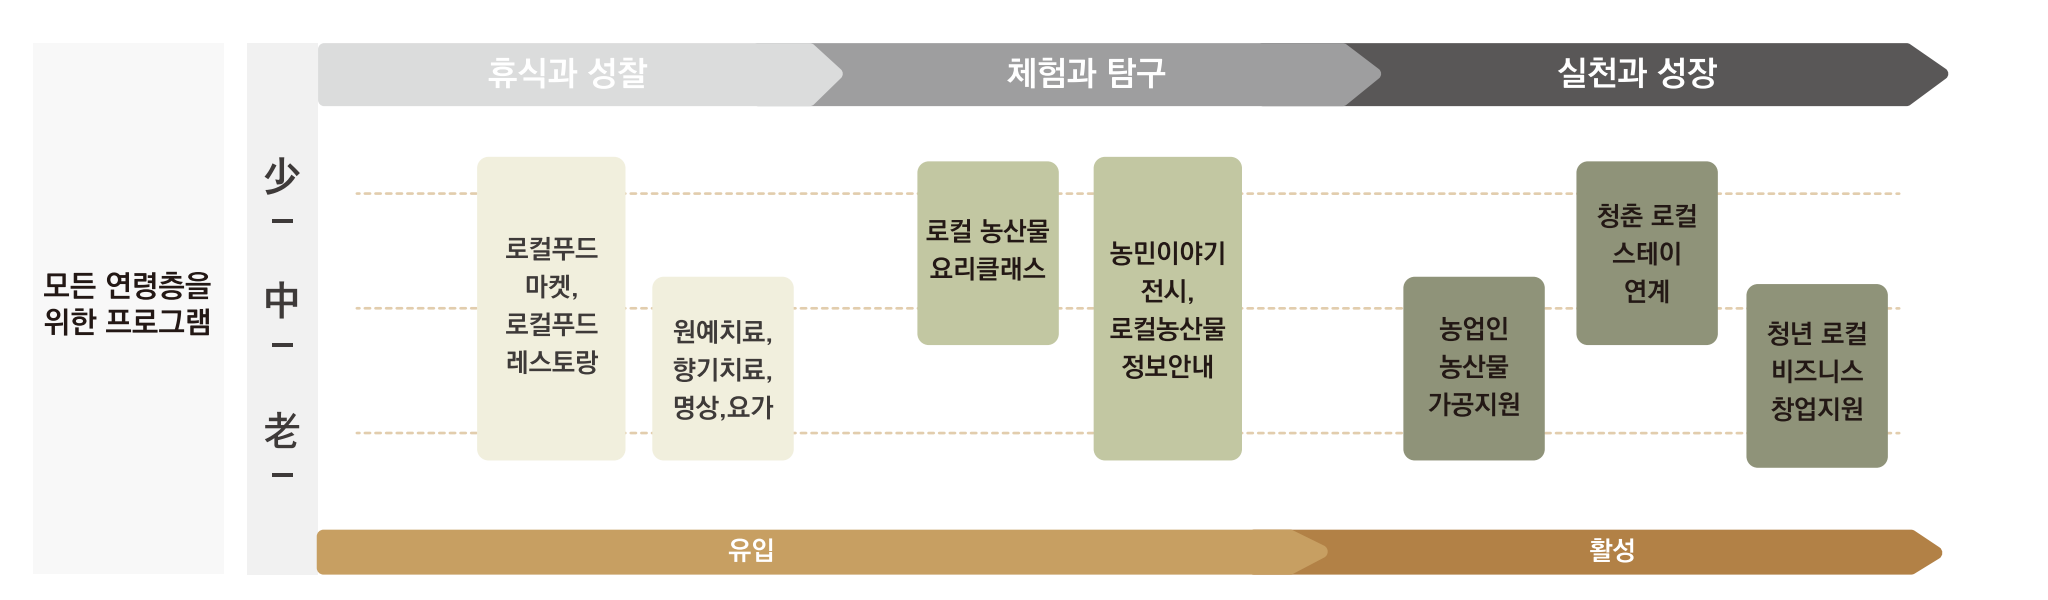 모든 연령층을
위한 프로그램
少
中
老
휴식과 성찰
체험과 탐구
실천과 성장
로컬푸드
마켓,
로컬푸드
레스토랑
원예치료,
향기치료,
명상,요가
로컬 농산물
요리클래스
농민이야기
전시,
로컬농산물
정보안내
농업인
농산물
가공지원
청춘 로컬
스테이
연계
청년 로컬
비즈니스
창업지원
유입
활성